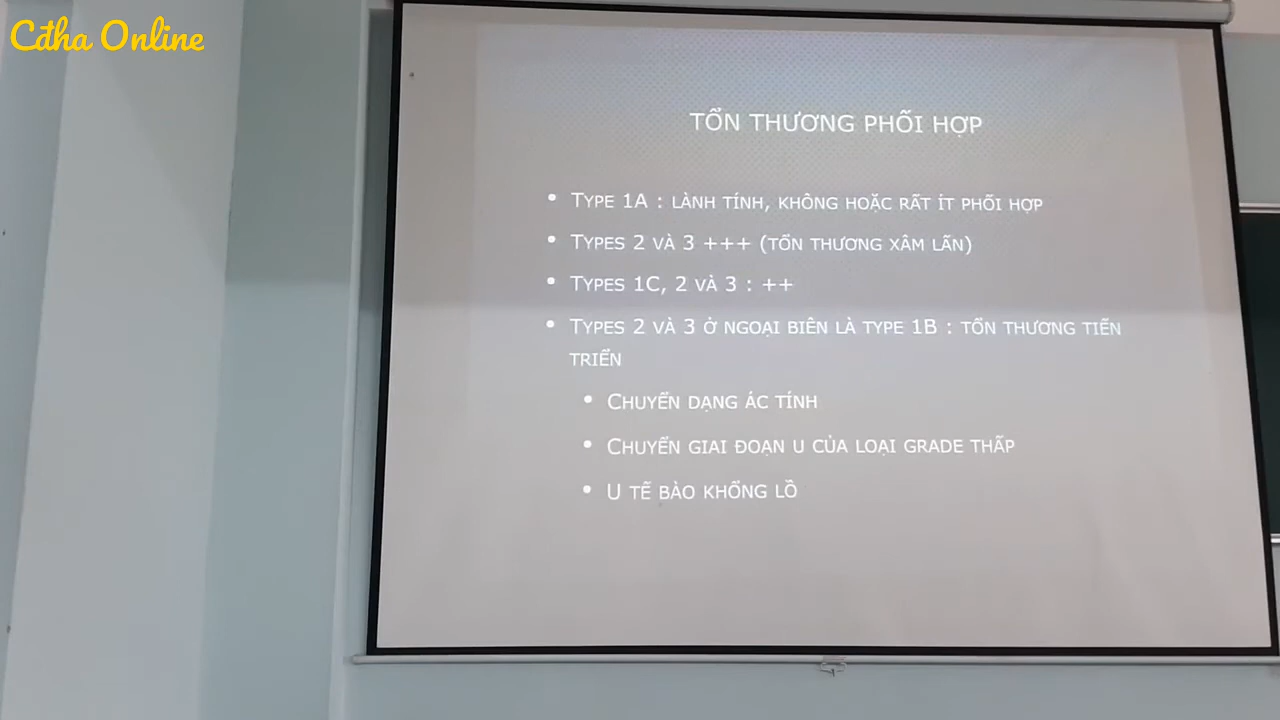 Cđha Online
TỔN THƯƠNG PHỐI HỢP
• TYPE 1A : LÀNH TÍNH, KHÔNG HOẶC RẤT ÍT PHỐI HỢP
• TYPES 2 VÀ 3 +++ (TỔN THƯƠNG XÂM LẤN)
• TYPES 1C, 2 VÀ 3 : ++
• TYPES 2 VÀ 3 Ở NGOẠI BIÊN LÀ TYPE 1B : TỔN THƯƠNG TIẾN
TRIỂN
• CHUYỂN DẠNG ÁC TÍNH
• CHUYỂN GIAI ĐOẠN U CỦA LOẠI GRADE THẤP
• U TẾ BÀO KHỔNG LỒ